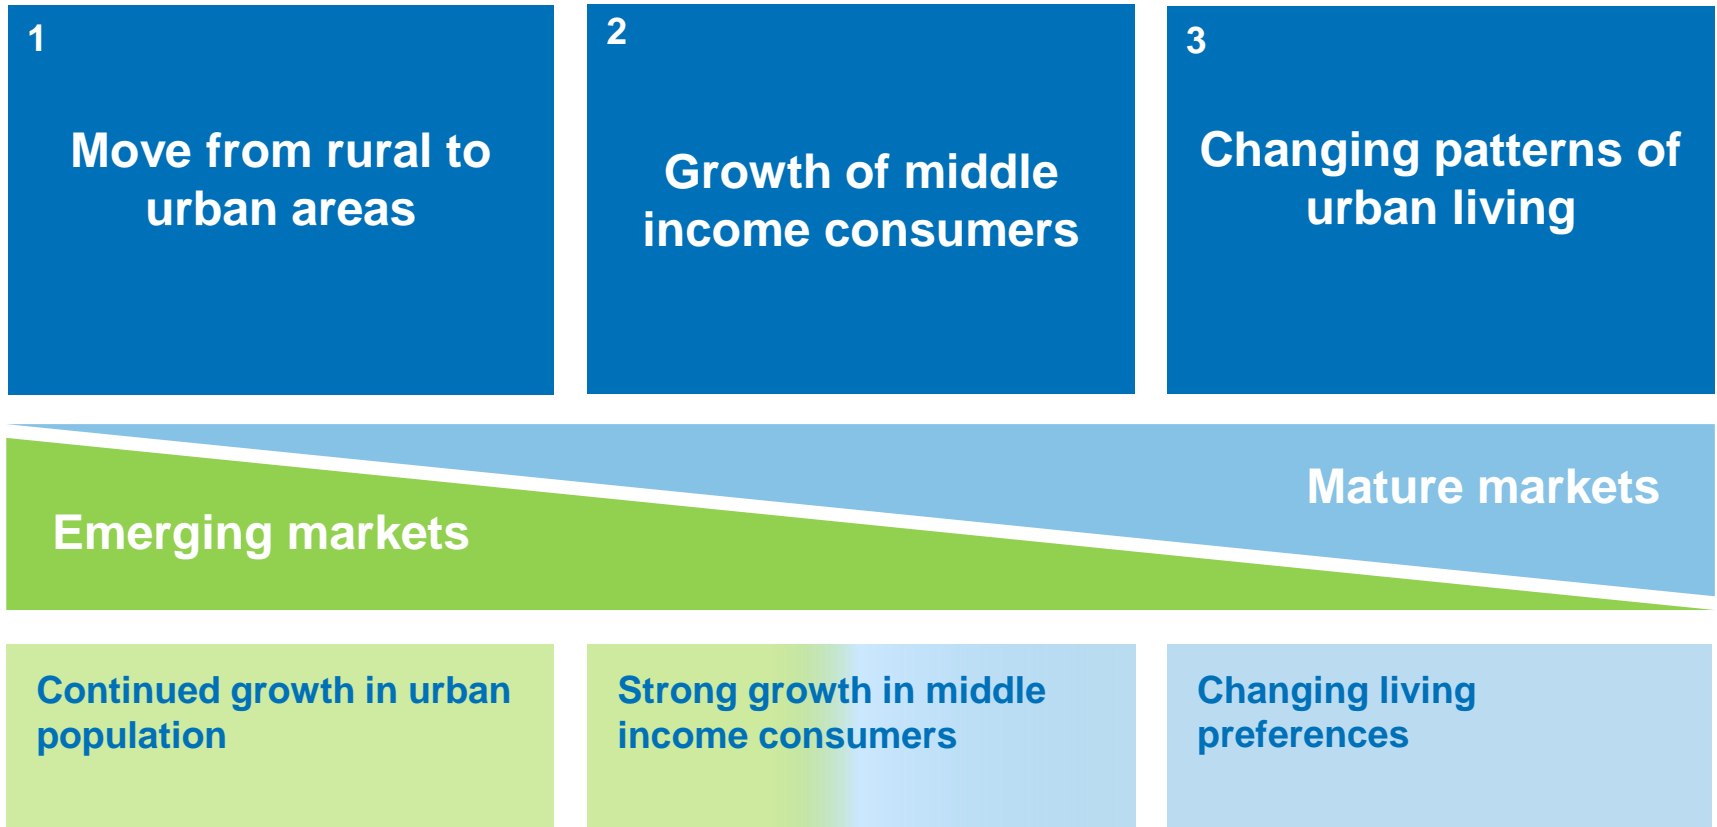 1
Move from rural to
urban areas
2
Growth of middle
income consumers
3
Changing patterns of
urban living
Mature markets
Emerging markets
Continued growth in urban
population
Strong growth in middle
income consumers
Changing living
preferences